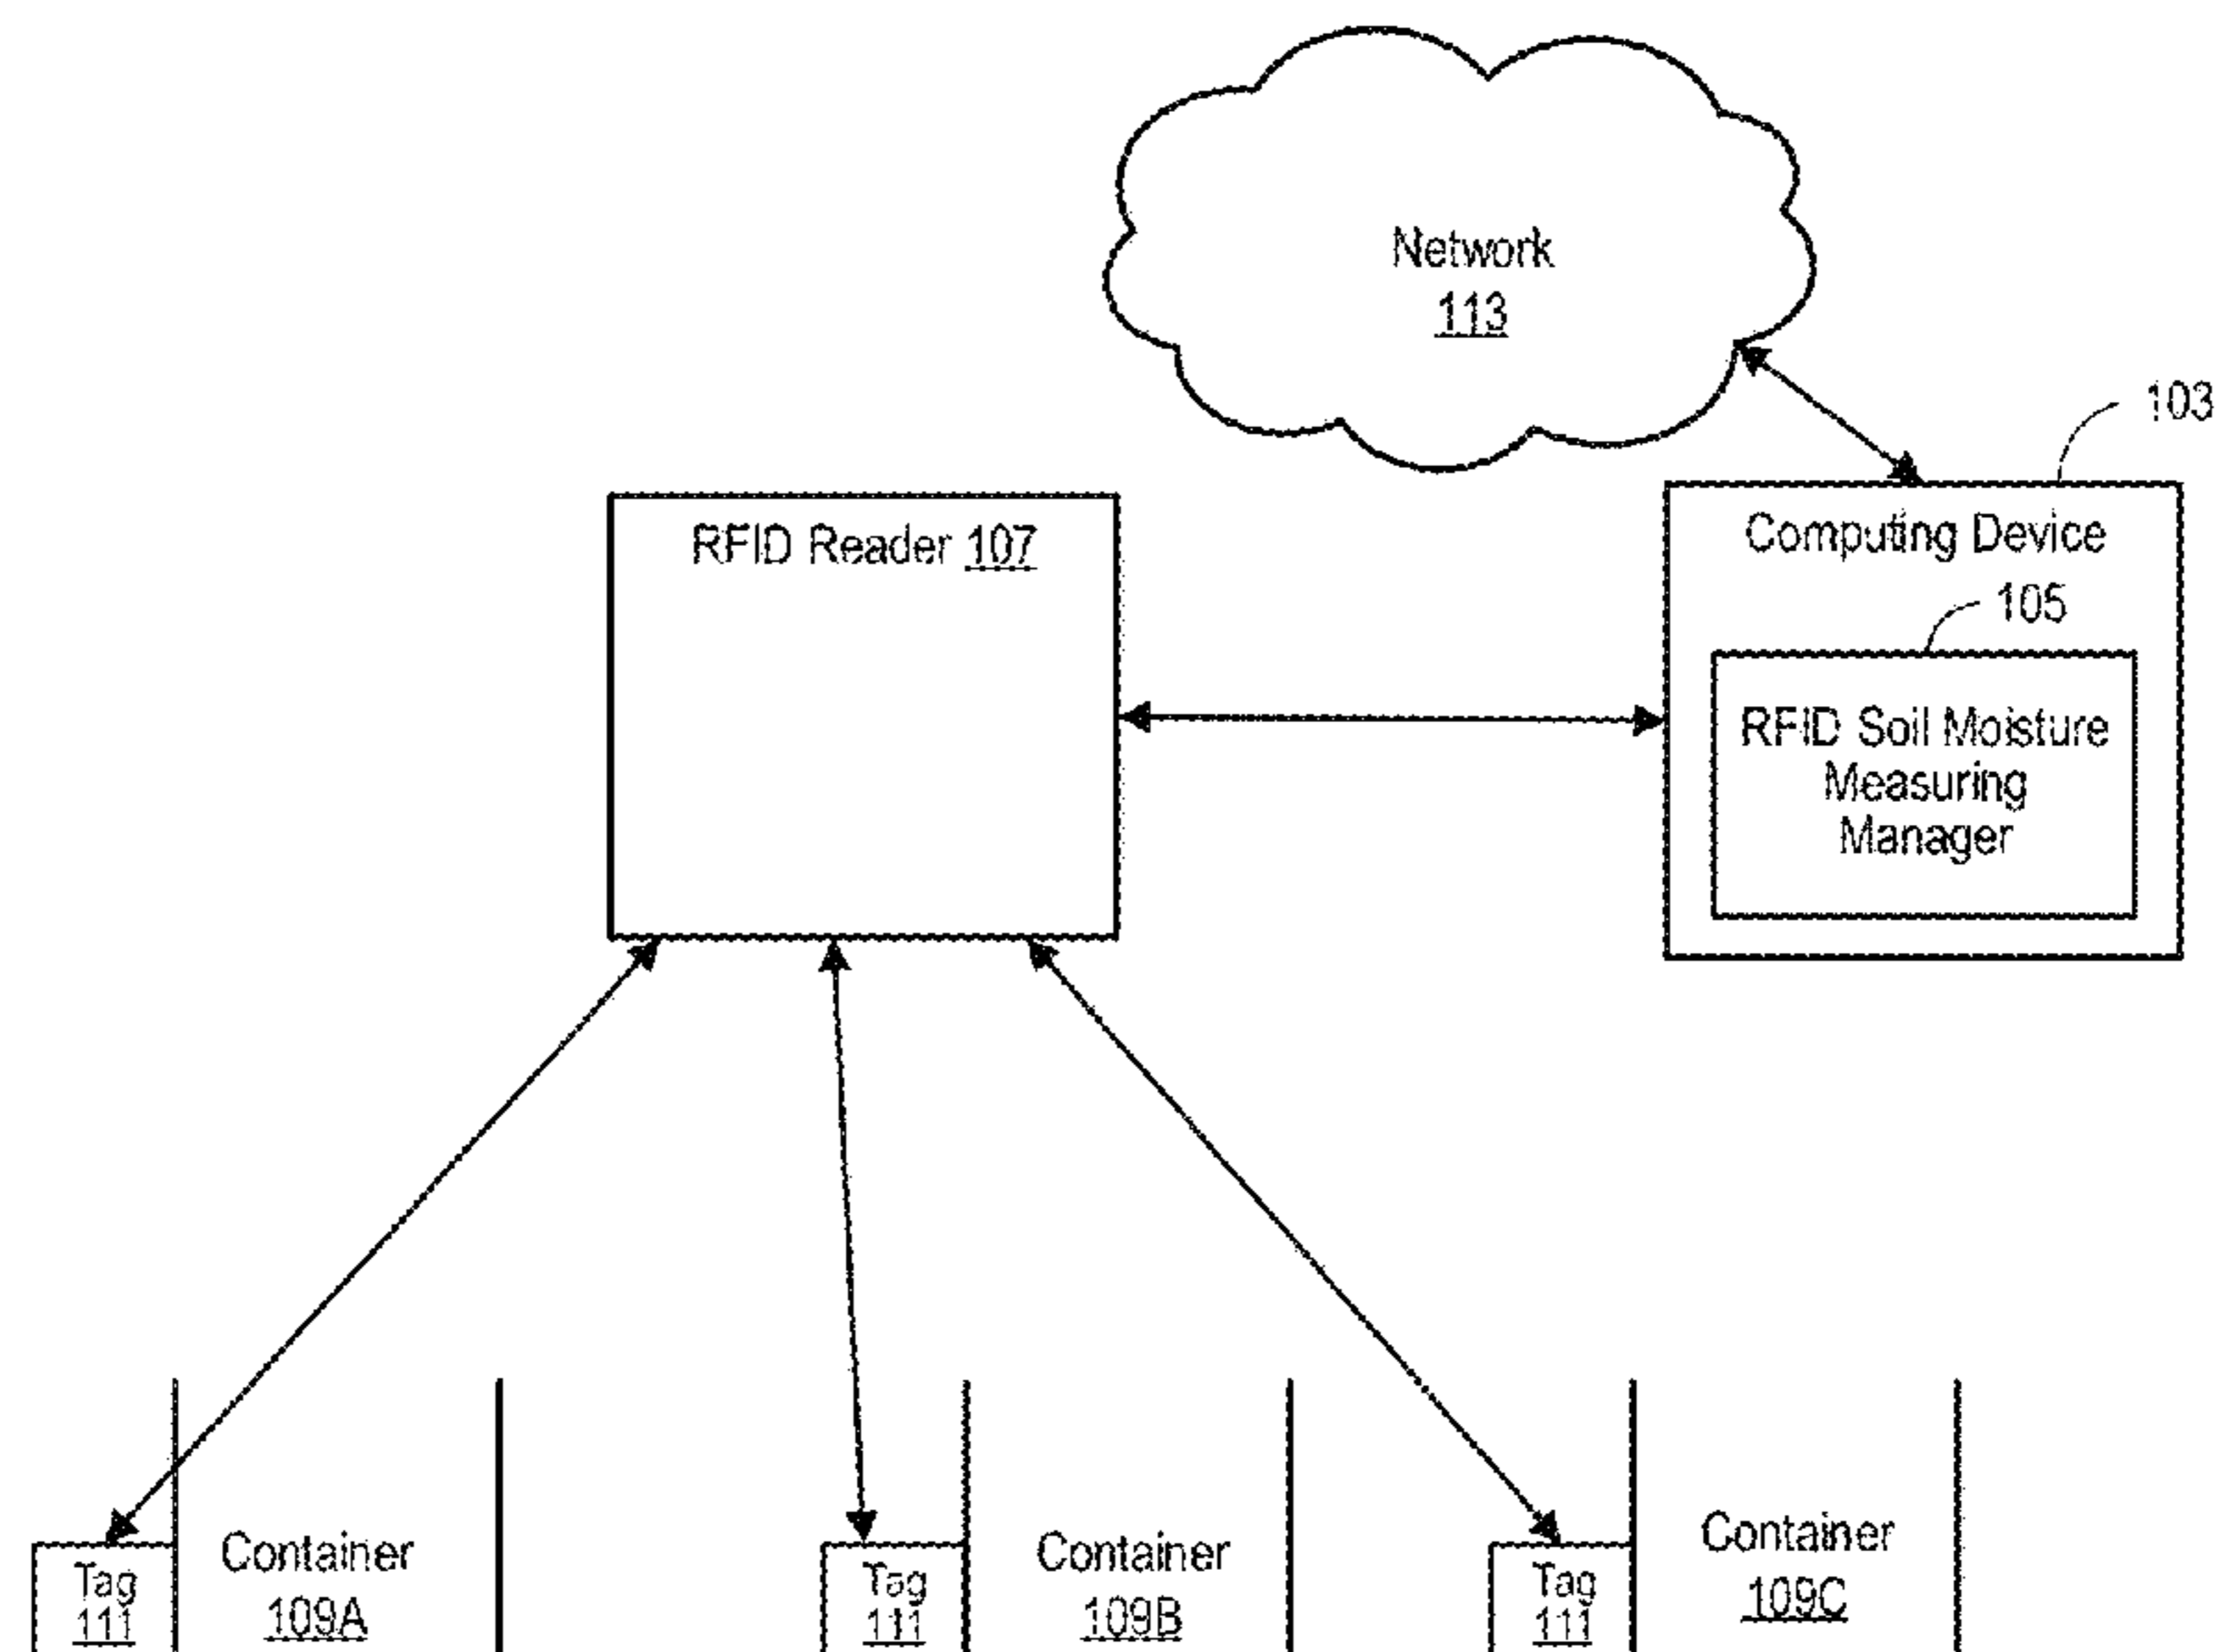 Network
113
103
RFID Reader 107
Computing Device
105
RFID Soil Moisture
Measuring
Manager
Tag
111
Container
109A
Tag
111
Container
109B
Tag
111
Container
109C